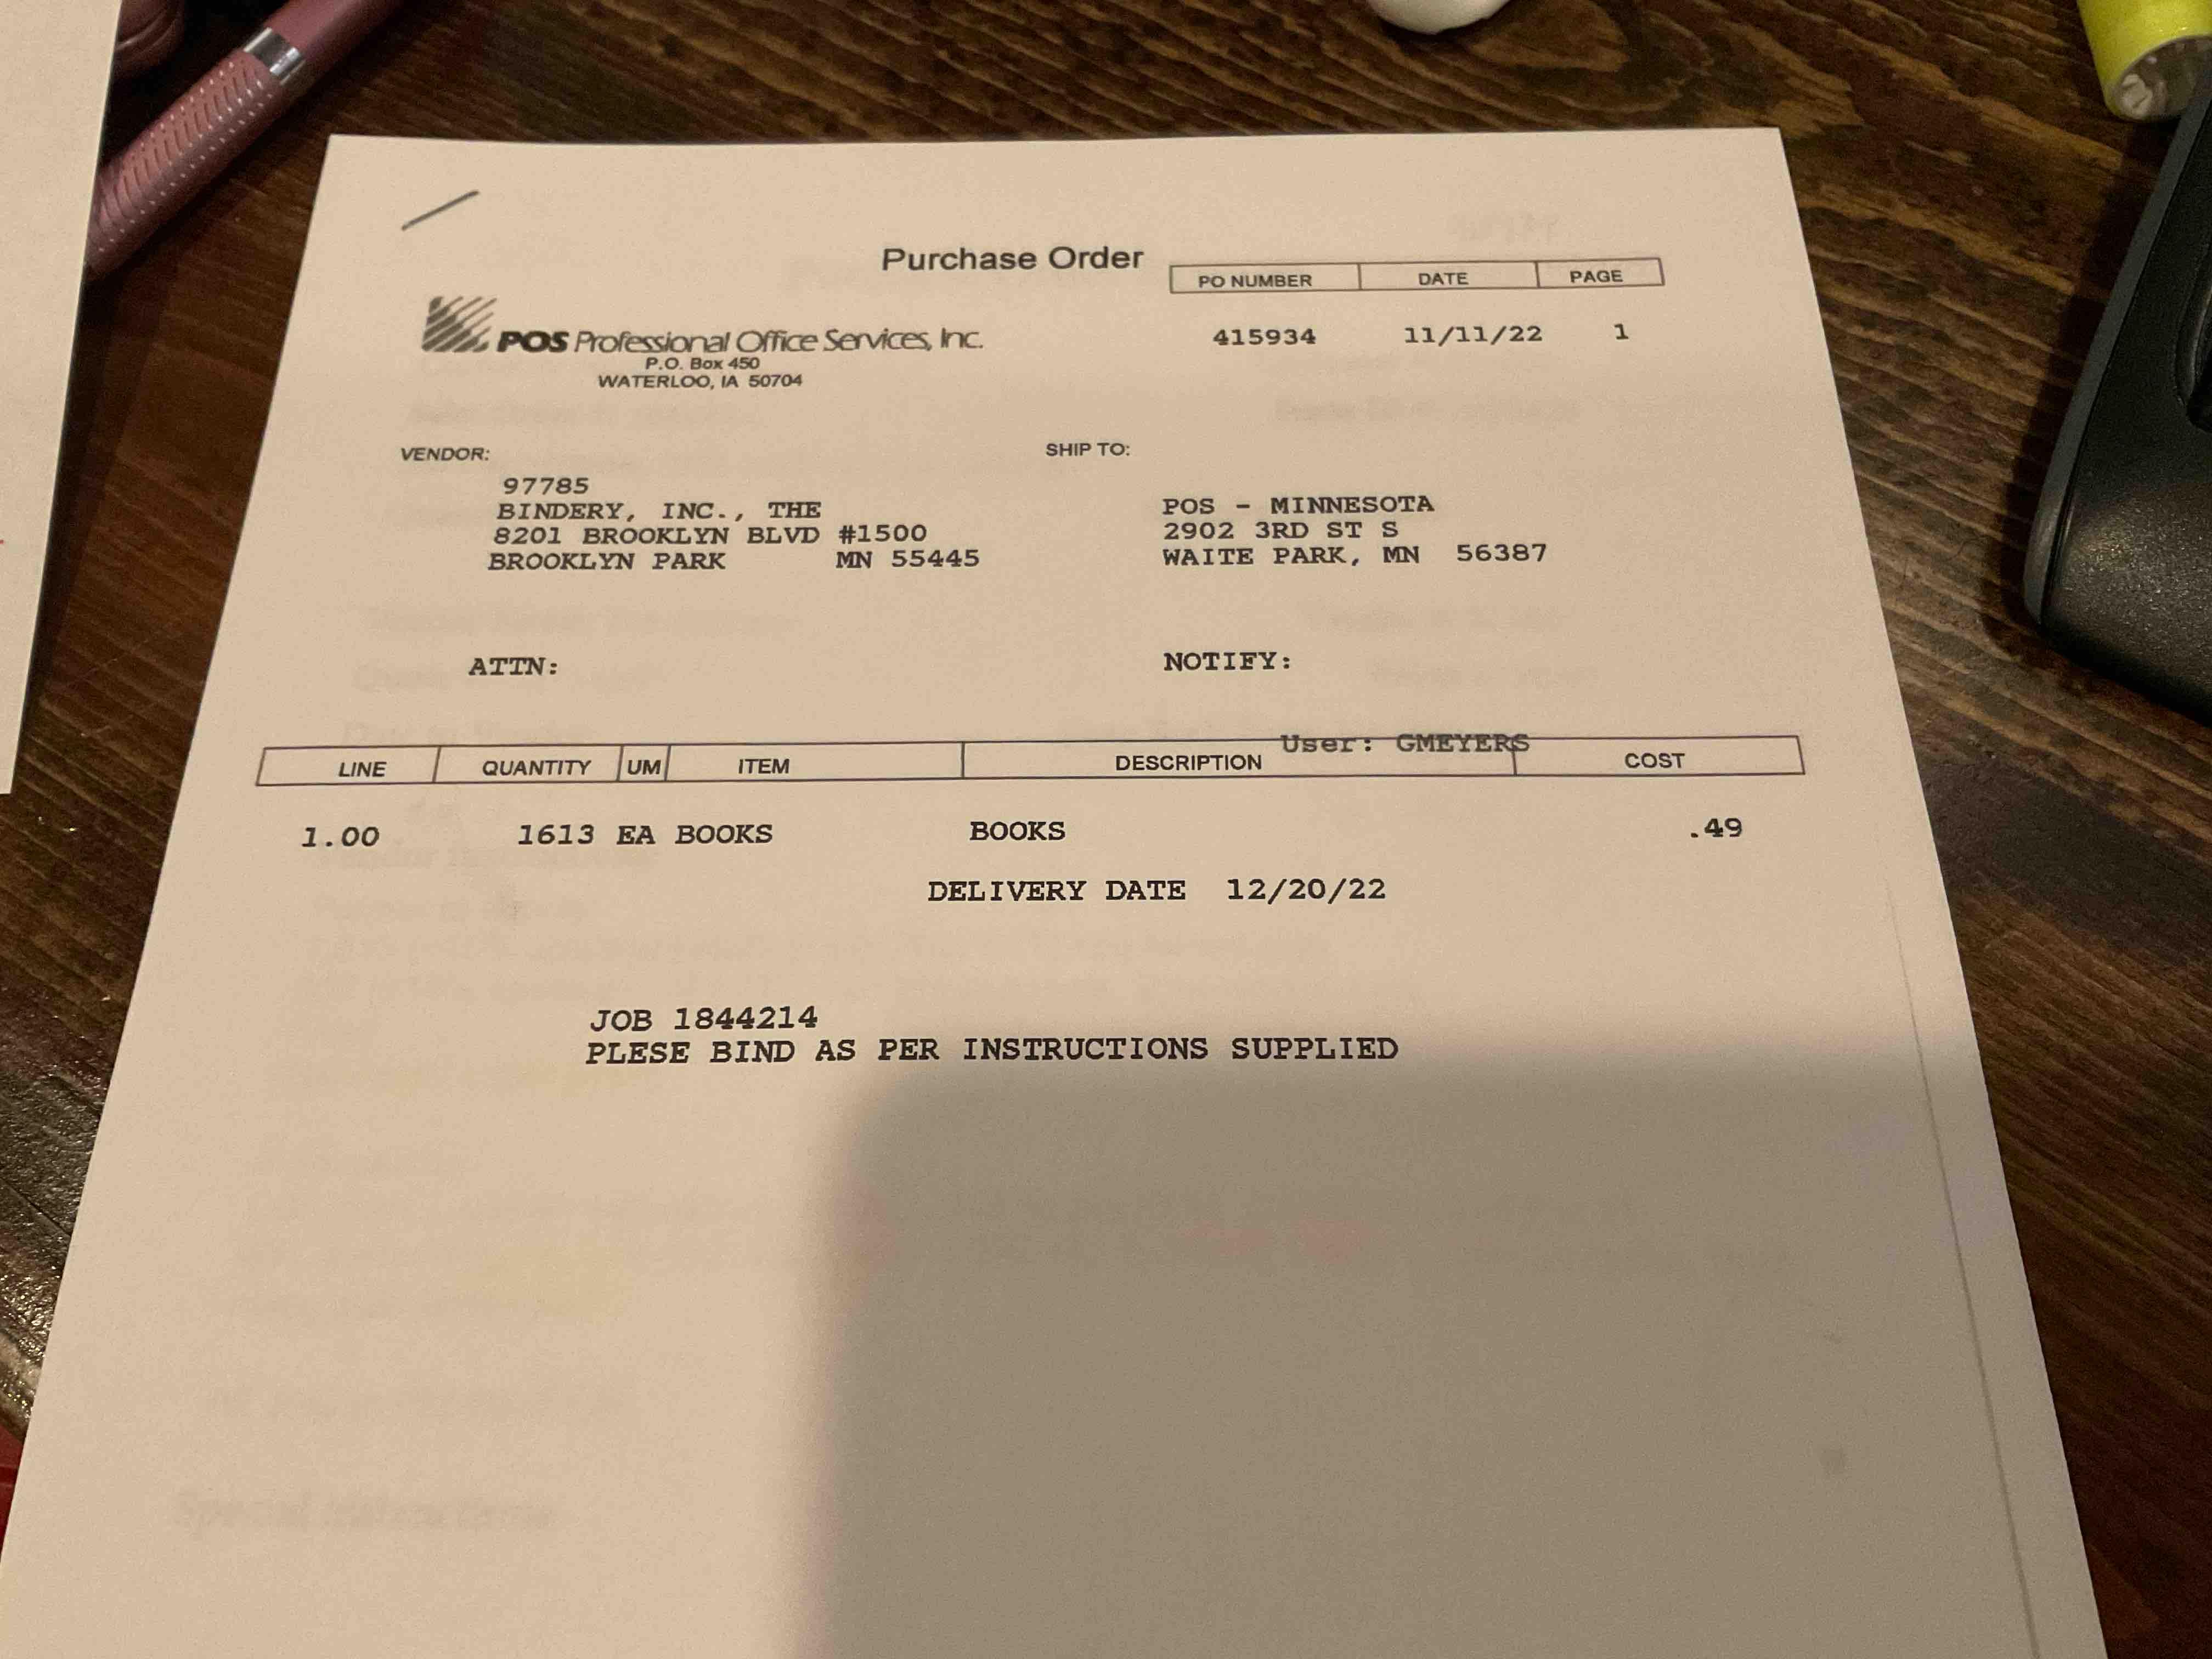 Purchase Order
PO NUMBER DATE PAGE
415934 11/11/22 1
POS Professional Office Services, Inc.
P.O. Box 450
WATERLOO, IA 50704
VENDOR:
97785
BINDERY, INC., THE
8201 BROOKLYN BLVD #1500
BROOKLYN PARK MN 55445
SHIP TO:
POS - MINNESOTA
2902 3RD ST S
WAITE PARK, MN 56387
ATTN:
NOTIFY:
User: GMEYERS
LINE QUANTITY UM ITEM DESCRIPTION COST
1.00 1613 EA BOOKS BOOKS .49
DELIVERY DATE 12/20/22
JOB 1844214
PLESE BIND AS PER INSTRUCTIONS SUPPLIED